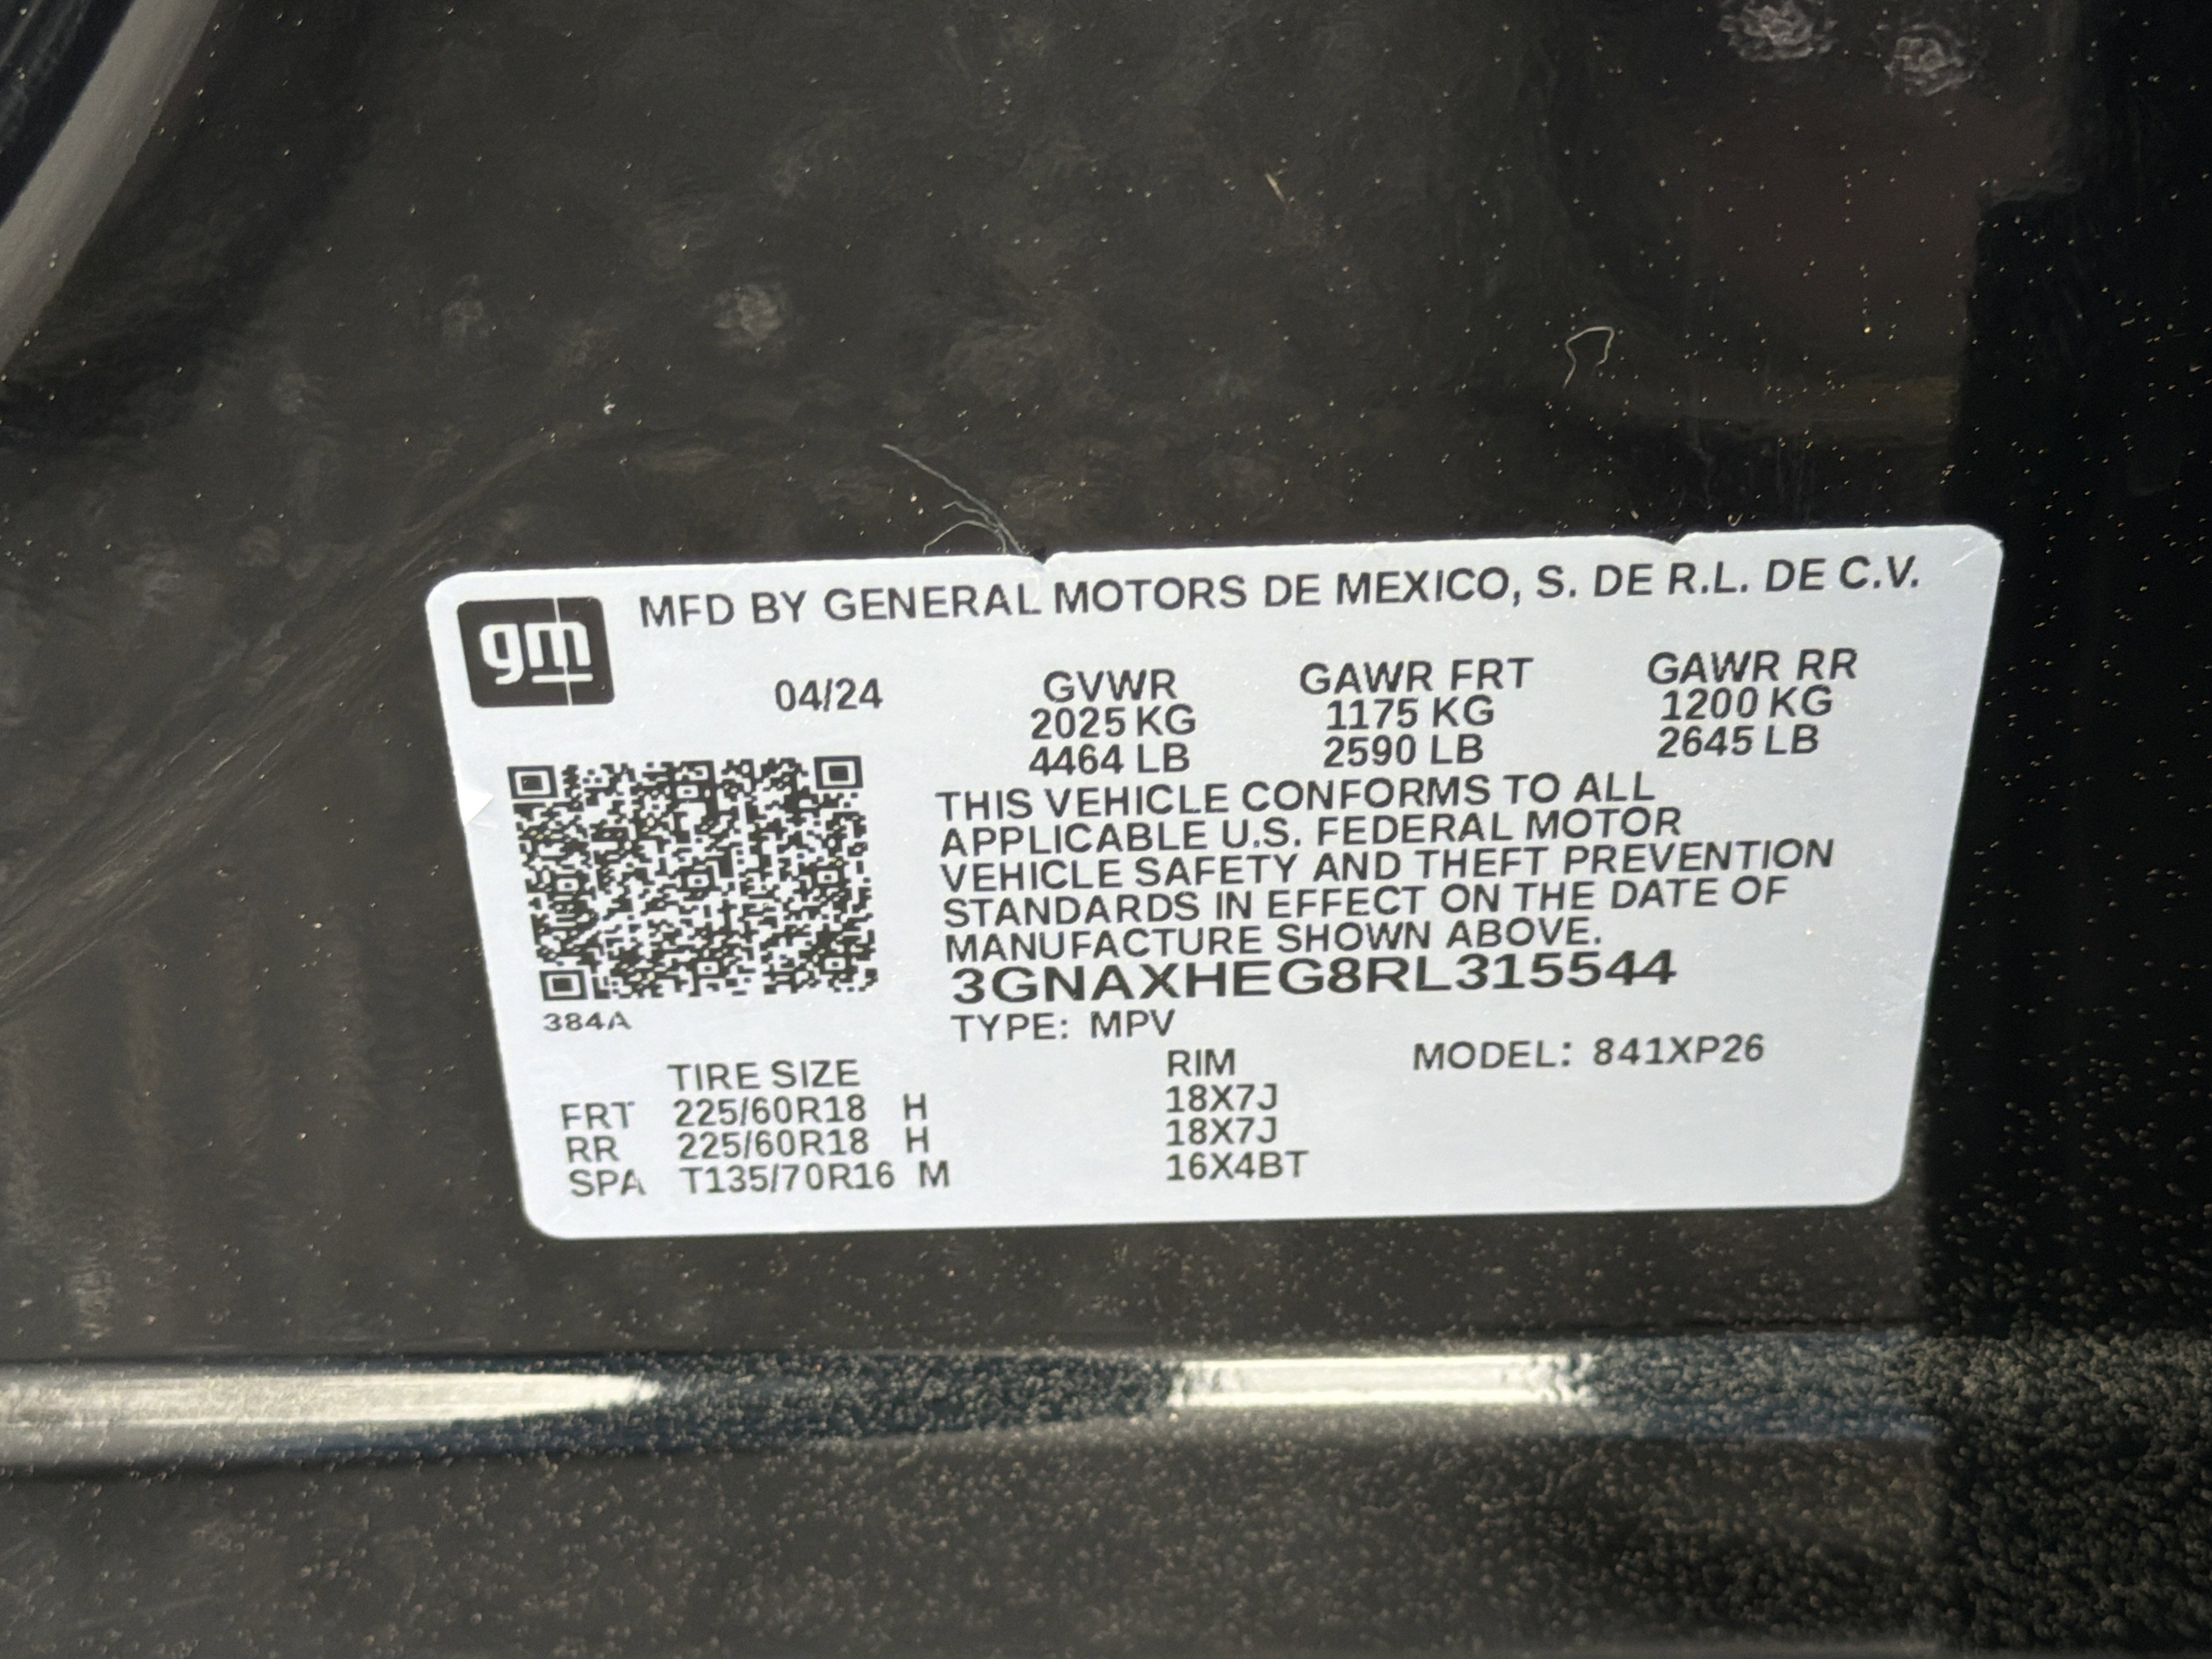 gm
MFD BY GENERAL MOTORS DE MEXICO, S. DE R.L. DE C.V.
04/24
GVWR GAWR FRT GAWR RR
2025 KG 1175 KG 1200 KG
4464 LB 2590 LB 2645 LB
THIS VEHICLE CONFORMS TO ALL
APPLICABLE U.S. FEDERAL MOTOR
VEHICLE SAFETY AND THEFT PREVENTION
STANDARDS IN EFFECT ON THE DATE OF
MANUFACTURE SHOWN ABOVE.
3GNAXHEG8RL315544
384A
TYPE: MPV
MODEL: 841XP26
TIRE SIZE RIM
FRT 225/60R18 H 18X7J
RR 225/60R18 H 18X7J
SPA T135/70R16 M 16X4BT